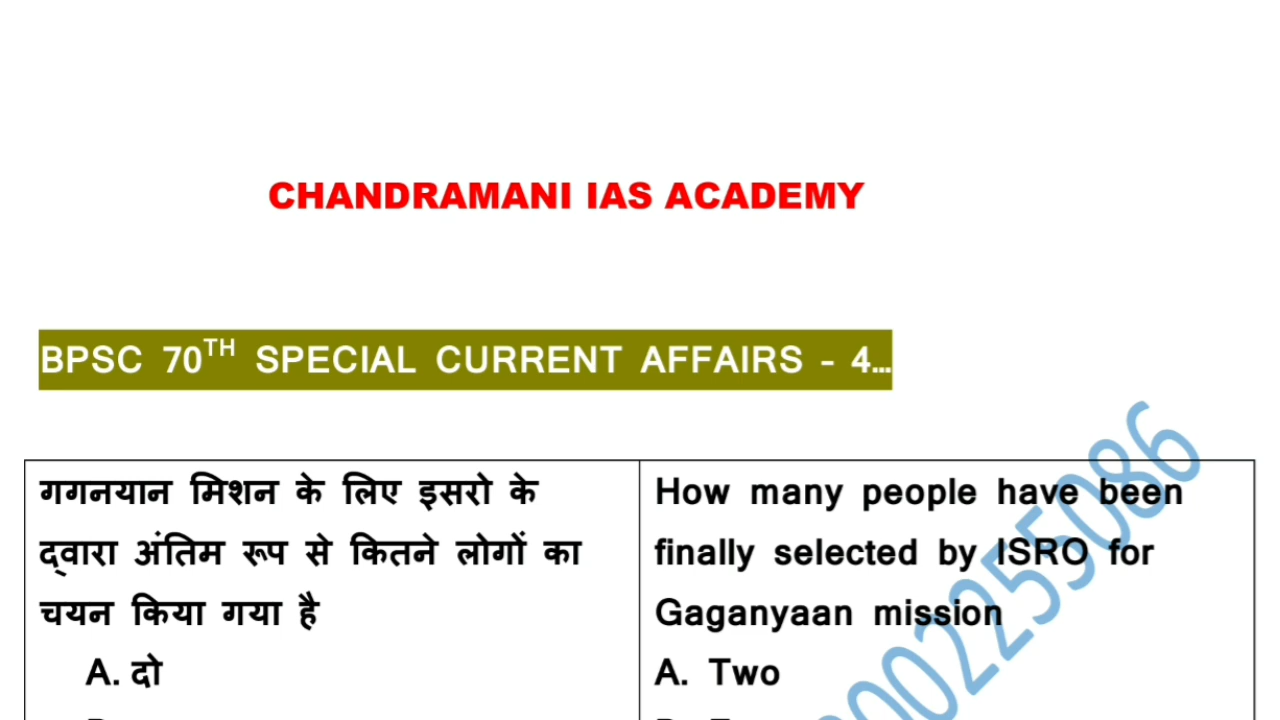 CHANDRAMANI IAS ACADEMY
BPSC 70TH SPECIAL CURRENT AFFAIRS - 4...
गगनयान मिशन के लिए इसरो के
द्वारा अंतिम रूप से कितने लोगों का
चयन किया गया है
A. दो
How many people have been
finally selected by ISRO for
Gaganyaan mission
A. Two